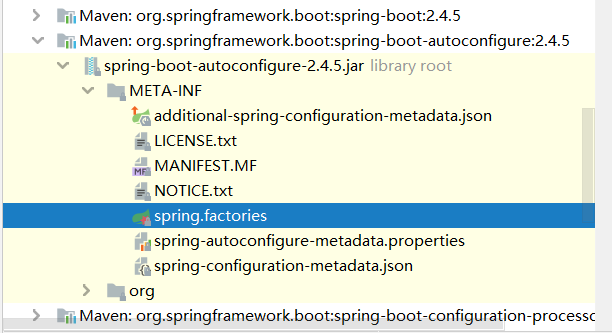 Maven: org.springframework.boot:spring-boot:2.4.5
Maven: org.springframework.boot:spring-boot-autoconfigure:2.4.5
spring-boot-autoconfigure-2.4.5.jar library root
META-INF
additional-spring-configuration-metadata.json
LICENSE.txt
MF MANIFEST.MF
NOTICE.txt
spring.factories
spring-autoconfigure-metadata.properties
spring-configuration-metadata.json
org
Maven: org.springframework.boot:spring-boot-configuration-processo